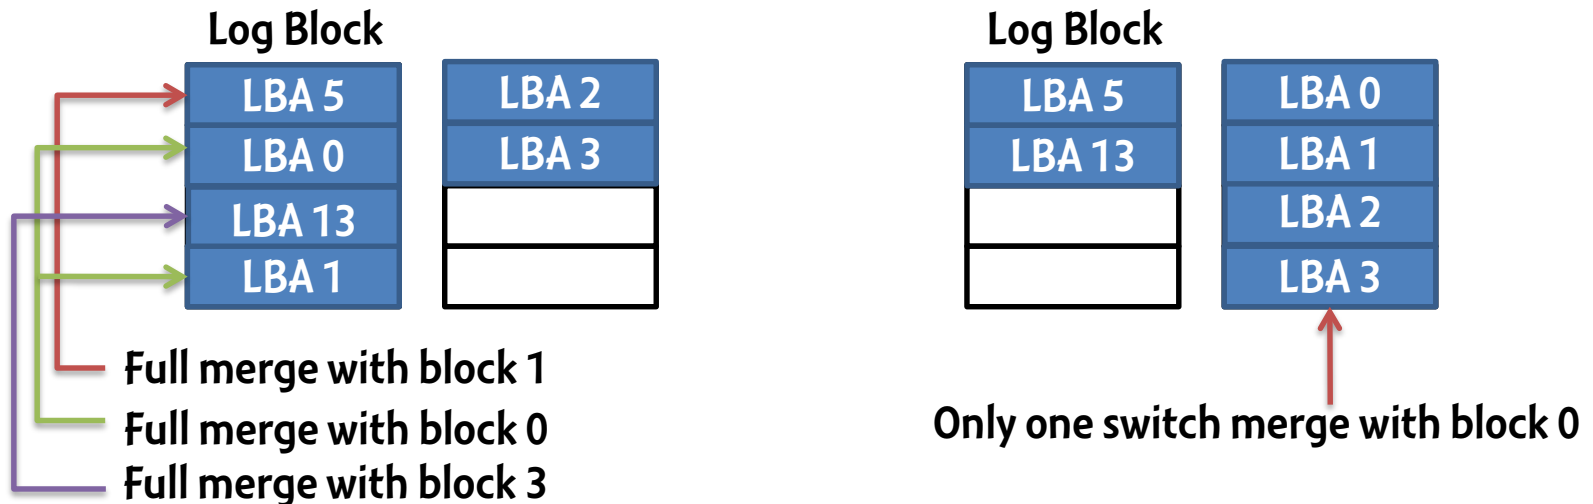 Log Block
LBA 5
LBA 0
LBA 13
LBA 1
LBA 2
LBA 3
Full merge with block 1
Full merge with block 0
Full merge with block 3
Log Block
LBA 5
LBA 13
LBA 0
LBA 1
LBA 2
LBA 3
Only one switch merge with block 0